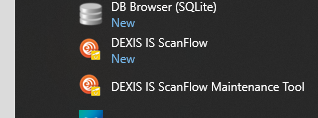 DB Browser (SQLite)
New
DEXIS IS ScanFlow
New
DEXIS IS ScanFlow Maintenance Tool